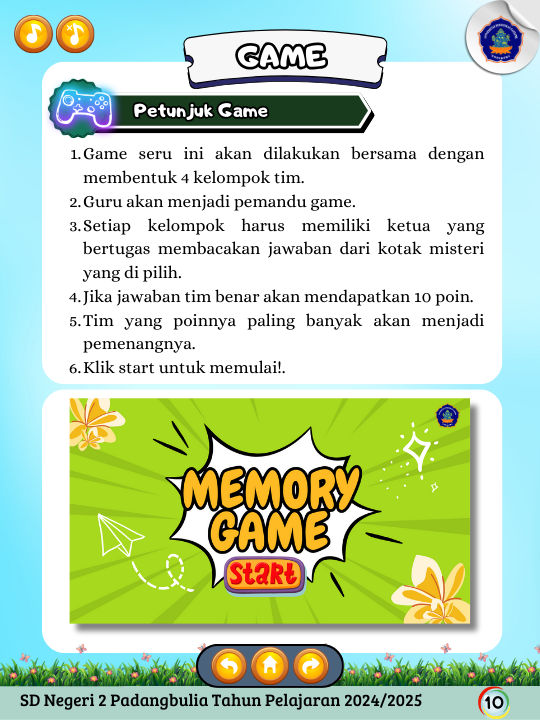 GAME
Petunjuk Game
1. Game seru ini akan dilakukan bersama dengan
membentuk 4 kelompok tim.
2. Guru akan menjadi pemandu game.
3. Setiap kelompok harus memiliki ketua yang
bertugas membacakan jawaban dari kotak misteri
yang di pilih.
4. Jika jawaban tim benar akan mendapatkan 10 poin.
5. Tim yang poinnya paling banyak akan menjadi
pemenangnya.
6. Klik start untuk memulai!.
MEMORY
GAME
Start
SD Negeri 2 Padangbulia Tahun Pelajaran 2024/2025
10